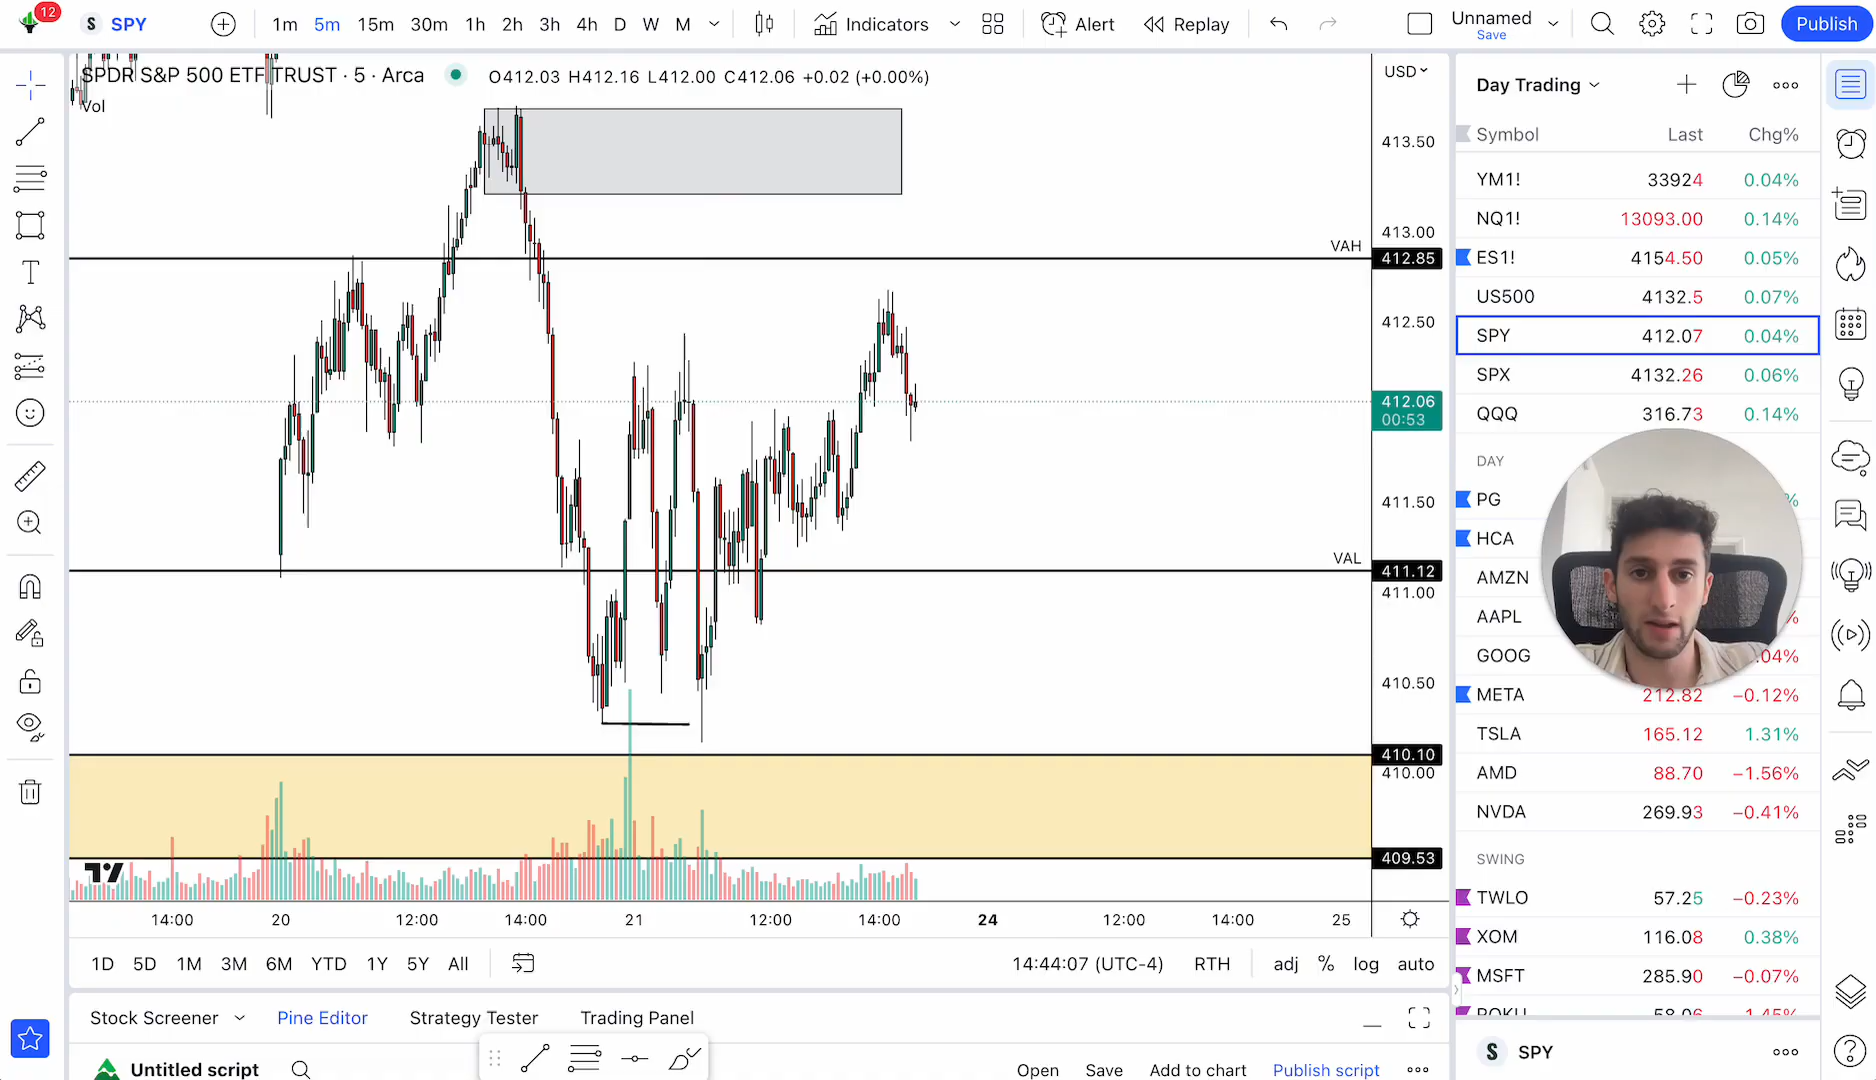 12
S SPY
1m 5m 15m 30m 1h 2h 3h 4h D W M
Indicators
Alert
Replay
Unnamed
Save
Publish
SPDR S&P 500 ETF TRUST · 5 · Arca
O412.03 H412.16 L412.00 C412.06 +0.02 (+0.00%)
Vol
USD
413.50
413.00
VAH
412.85
412.50
412.06
00:53
411.50
VAL
411.12
411.00
410.50
410.10
410.00
409.53
14:00 20 12:00 14:00 21 12:00 14:00 24 12:00 14:00 25
1D 5D 1M 3M 6M YTD 1Y 5Y All
14:44:07 (UTC-4) RTH adj % log auto
Stock Screener Pine Editor Strategy Tester Trading Panel
Untitled script
Open Save Add to chart Publish script
Day Trading
Symbol Last Chg%
YM1! 33924 0.04%
NQ1! 13093.00 0.14%
ES1! 4154.50 0.05%
US500 4132.5 0.07%
SPY 412.07 0.04%
SPX 4132.26 0.06%
QQQ 316.73 0.14%
DAY
PG
HCA
AMZN
AAPL
GOOG
META 212.82 −0.12%
TSLA 165.12 1.31%
AMD 88.70 −1.56%
NVDA 269.93 −0.41%
SWING
TWLO 57.25 −0.23%
XOM 116.08 0.38%
MSFT 285.90 −0.07%
ROKU 58.06
S SPY